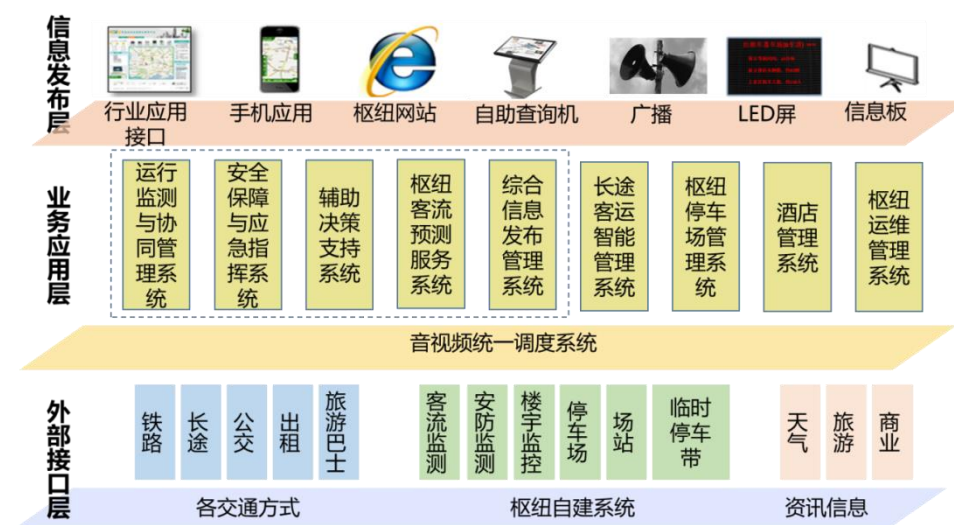 信息发布层
行业应用
接口
手机应用
枢纽网站
自助查询机
广播
LED屏
信息板
业务应用层
运行
监测
与协
同管
理系
统
安全
保障
与应
急指
挥系
统
辅助
决策
支持
系统
枢纽
客流
预测
服务
系统
综合
信息
发布
管理
系统
长途
客运
智能
管理
系统
枢纽
停车
场管
理系
统
酒店
管理
系统
枢纽
运维
管理
系统
音视频统一调度系统
外部接口层
铁路
长途
公交
出租
旅游巴士
客流监测
安防监测
楼宇监控
停车场
场站
临时
停车
带
天气
旅游
商业
各交通方式
枢纽自建系统
资讯信息